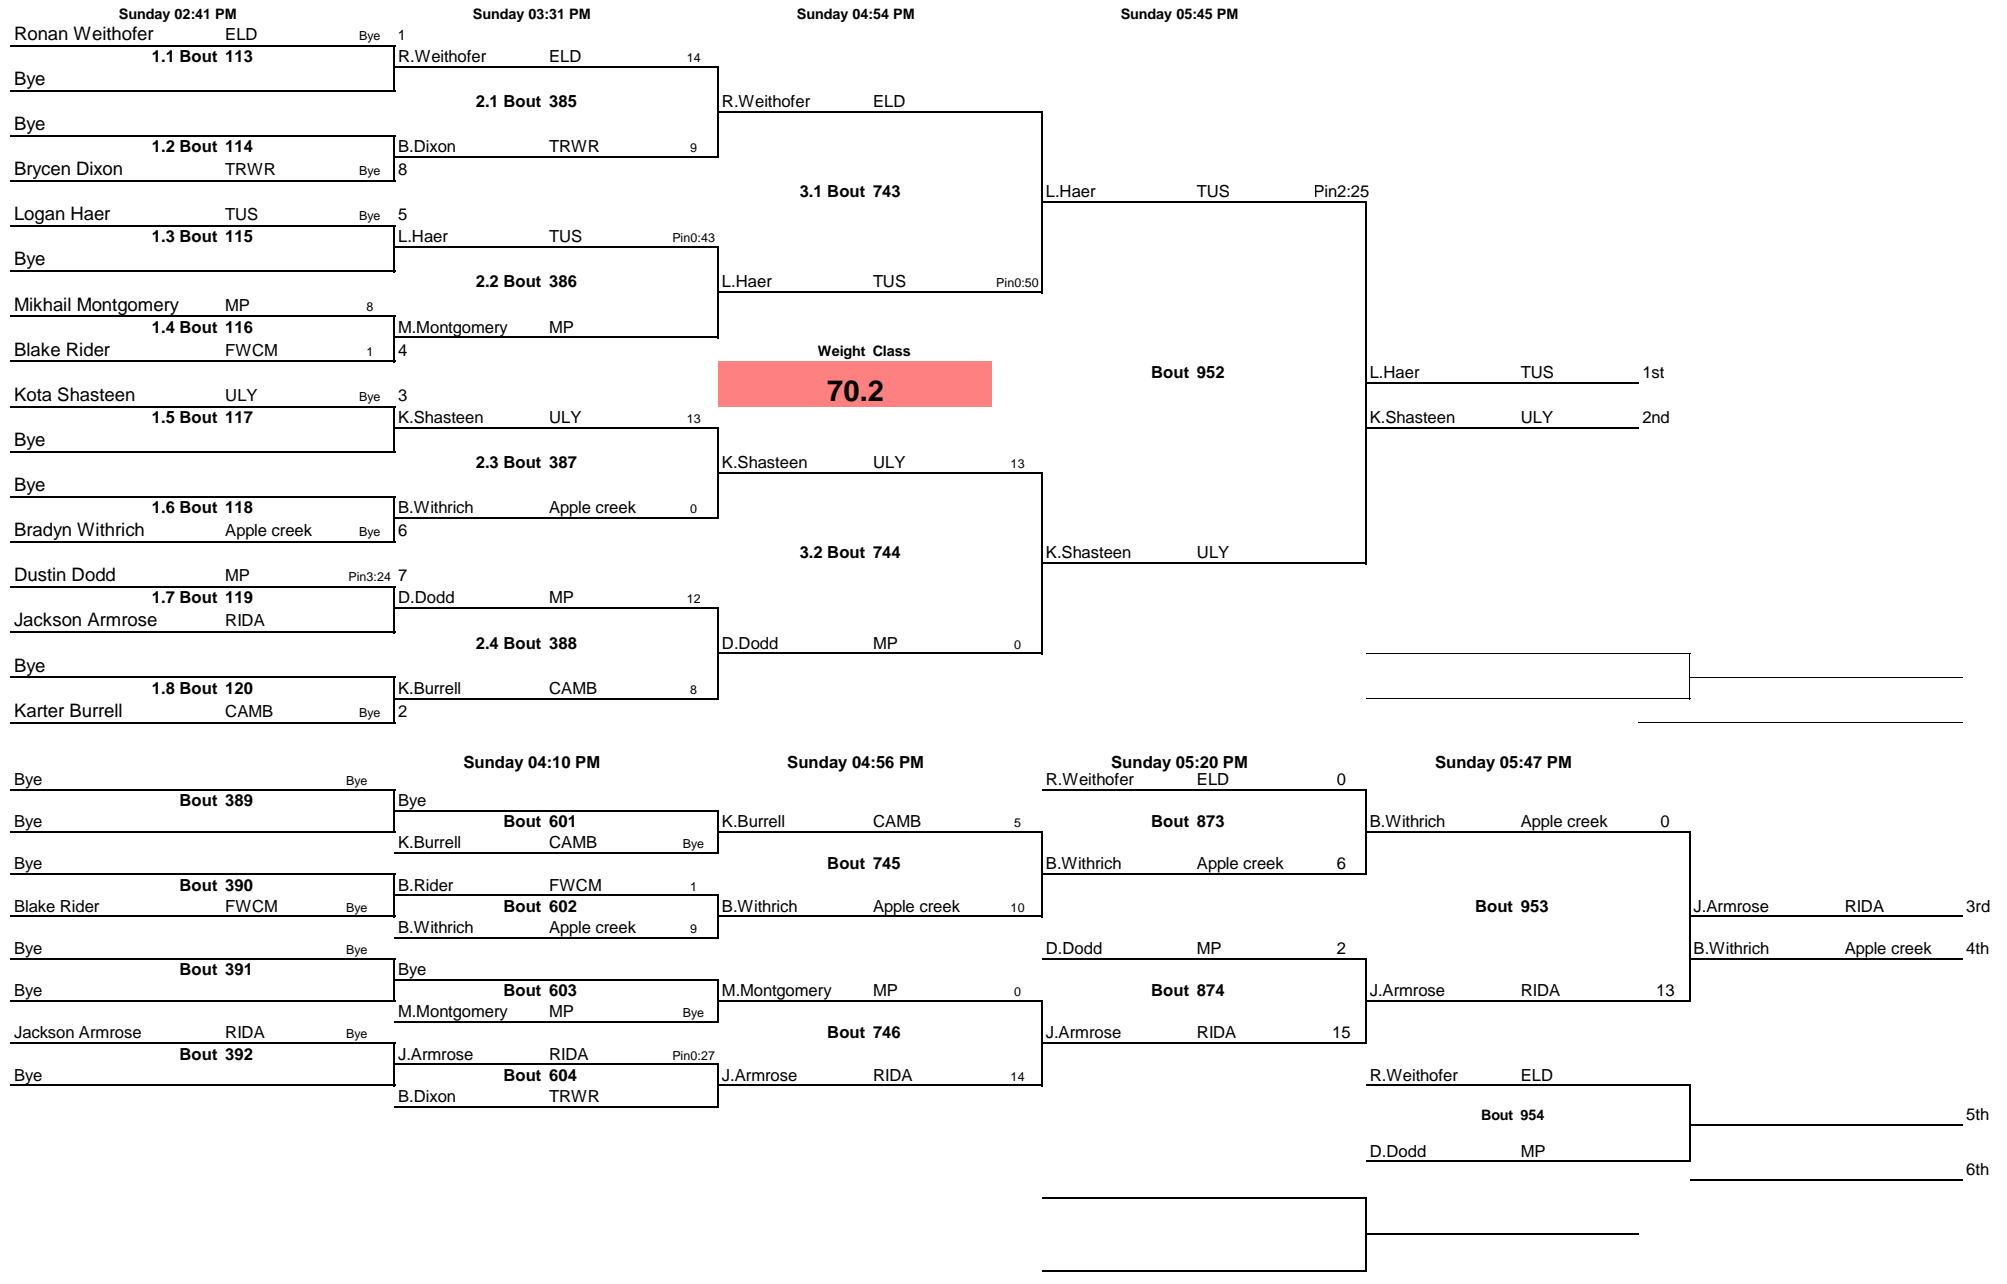 Sunday 02:41 PM Sunday 03:31 PM Sunday 04:54 PM Sunday 05:45 PM
Ronan Weithofer ELD Bye 1
1.1 Bout 113 R.Weithofer ELD 14
Bye
2.1 Bout 385 R.Weithofer ELD
Bye
1.2 Bout 114 B.Dixon TRWR 9
Brycen Dixon TRWR Bye 8
3.1 Bout 743 L.Haer TUS Pin2:25
Logan Haer TUS Bye 5
1.3 Bout 115 L.Haer TUS Pin0:43
Bye
2.2 Bout 386 L.Haer TUS Pin0:50
Mikhail Montgomery MP 8
1.4 Bout 116 M.Montgomery MP
Blake Rider FWCM 1 4 Weight Class
Bout 952 L.Haer TUS 1st
70.2
Kota Shasteen ULY Bye 3
1.5 Bout 117 K.Shasteen ULY 13 K.Shasteen ULY 2nd
Bye
2.3 Bout 387 K.Shasteen ULY 13
Bye
1.6 Bout 118 B.Withrich Apple creek 0
Bradyn Withrich Apple creek Bye 6
3.2 Bout 744 K.Shasteen ULY
Dustin Dodd MP Pin3:24 7
1.7 Bout 119 D.Dodd MP 12
Jackson Armrose RIDA
2.4 Bout 388 D.Dodd MP 0
Bye
1.8 Bout 120 K.Burrell CAMB 8
Karter Burrell CAMB Bye 2
Sunday 04:10 PM Sunday 04:56 PM Sunday 05:20 PM Sunday 05:47 PM
Bye Bye R.Weithofer ELD 0
Bout 389 Bye
Bye Bout 601 K.Burrell CAMB 5 Bout 873 B.Withrich Apple creek 0
K.Burrell CAMB Bye
Bye Bout 745 B.Withrich Apple creek 6
Bout 390 B.Rider FWCM 1
Blake Rider FWCM Bye Bout 602 B.Withrich Apple creek 10 Bout 953 J.Armrose RIDA 3rd
B.Withrich Apple creek 9
Bye Bye D.Dodd MP 2 B.Withrich Apple creek 4th
Bout 391 Bye
Bye Bout 603 M.Montgomery MP 0 Bout 874 J.Armrose RIDA 13
M.Montgomery MP Bye
Jackson Armrose RIDA Bye Bout 746 J.Armrose RIDA 15
Bout 392 J.Armrose RIDA Pin0:27
Bye Bout 604 J.Armrose RIDA 14 R.Weithofer ELD
B.Dixon TRWR
Bout 954 5th
D.Dodd MP
6th